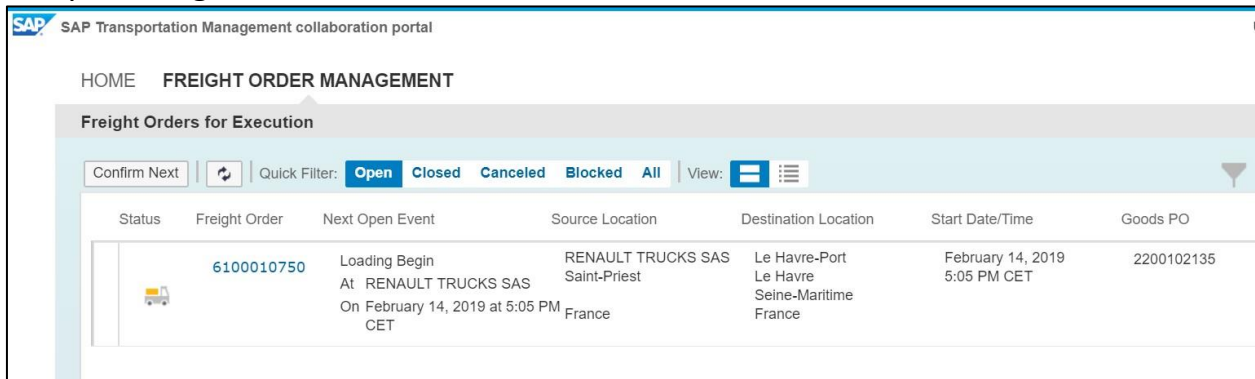 SAP SAP Transportation Management collaboration portal
HOME FREIGHT ORDER MANAGEMENT
Freight Orders for Execution
Confirm Next Quick Filter: Open Closed Canceled Blocked All View:
Status Freight Order Next Open Event Source Location Destination Location Start Date/Time Goods PO
6100010750 Loading Begin RENAULT TRUCKS SAS Le Havre-Port February 14, 2019 2200102135
At RENAULT TRUCKS SAS Saint-Priest Le Havre 5:05 PM CET
On February 14, 2019 at 5:05 PM Seine-Maritime
CET France France